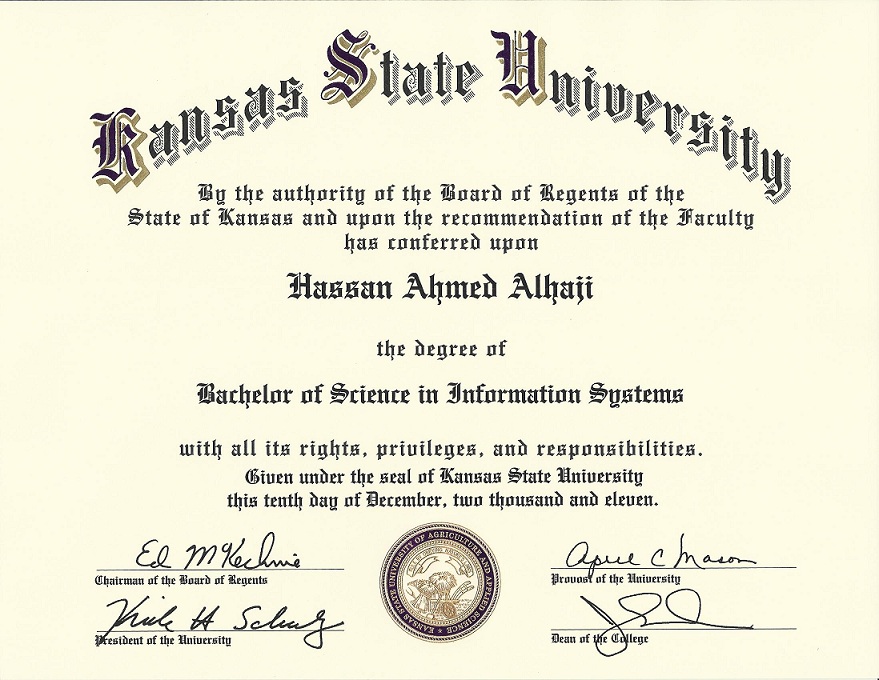 Kansas State University
By the authority of the Board of Regents of the
State of Kansas and upon the recommendation of the Faculty
has conferred upon
Hassan Ahmed Alhaji
the degree of
Bachelor of Science in Information Systems
with all its rights, privileges, and responsibilities.
Given under the seal of Kansas State University
this tenth day of December, two thousand and eleven.
Ed McKechnie
Chairman of the Board of Regents
April C Mason
Provost of the University
Kirk H Schulz
President of the University
Dean of the College
KANSAS STATE UNIVERSITY OF AGRICULTURE AND APPLIED SCIENCE